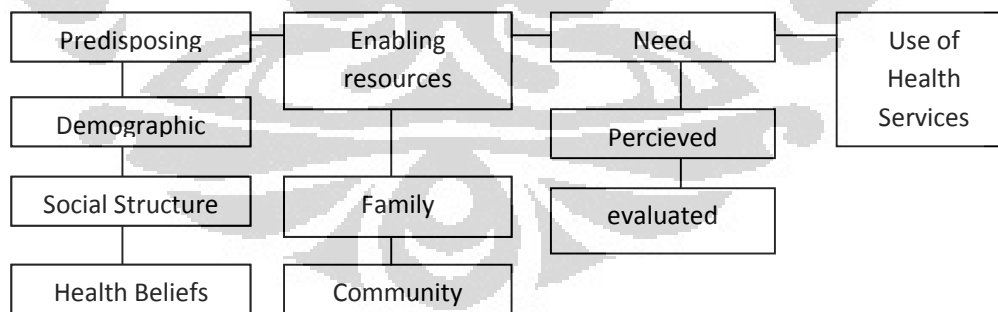 Predisposing
Enabling
resources
Need
Use of
Health
Services
Demographic
Percieved
Social Structure
Family
evaluated
Health Beliefs
Community